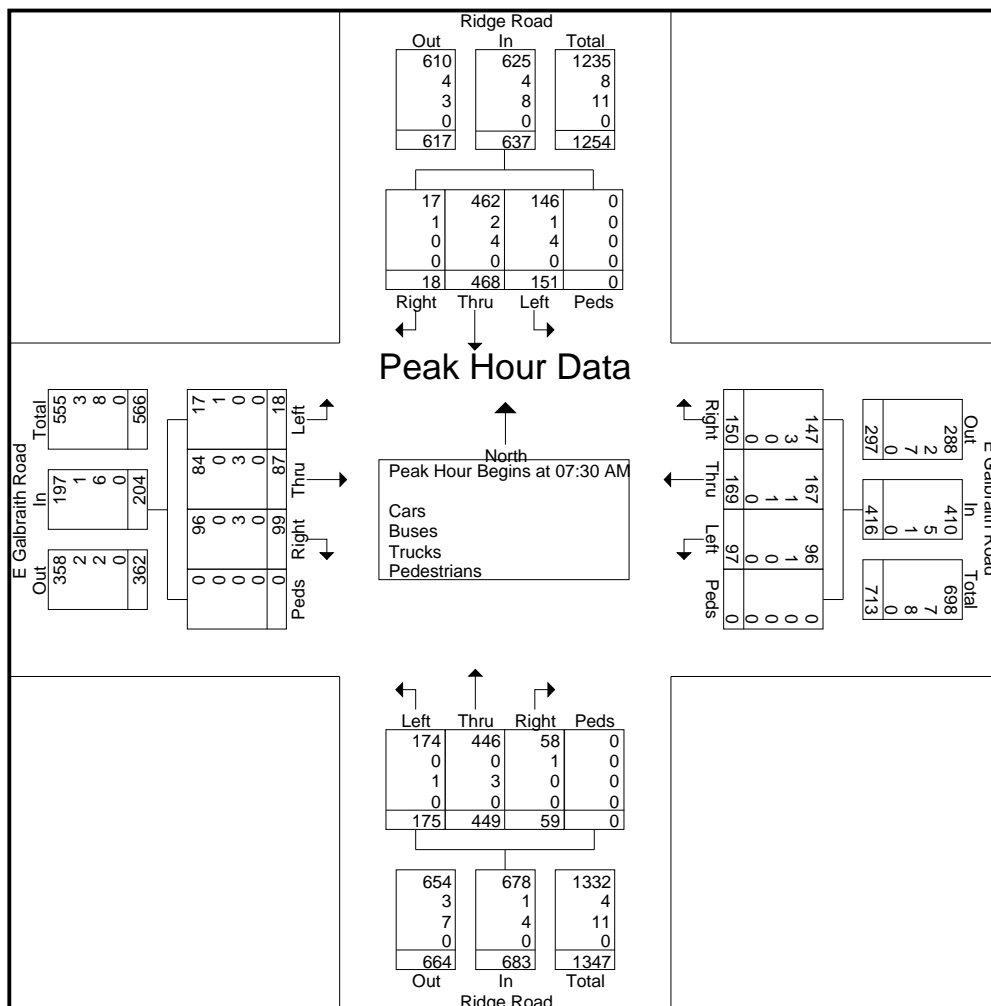 Ridge Road
Out In Total
610 625 1235
4 4 8
3 8 11
0 0 0
617 637 1254
17 462 146 0
1 2 1 0
0 4 4 0
0 0 0 0
18 468 151 0
Right Thru Left Peds
Peak Hour Data
North
Peak Hour Begins at 07:30 AM
Cars
Buses
Trucks
Pedestrians
E Galbraith Road
Out In Total
358 197 555
2 1 3
2 6 8
0 0 0
362 204 566
17 1 0 0 18 Left
84 0 3 0 87 Thru
96 0 3 0 99 Right
0 0 0 0 0 Peds
Right 150 0 0 3 147
Thru 169 0 1 1 167
Left 97 0 0 1 96
Peds 0 0 0 0 0
E Galbraith Road
Out In Total
288 410 698
2 5 7
7 1 8
0 0 0
297 416 713
Left Thru Right Peds
174 446 58 0
0 0 1 0
1 3 0 0
0 0 0 0
175 449 59 0
654 678 1332
3 1 4
7 4 11
0 0 0
664 683 1347
Out In Total
Ridge Road